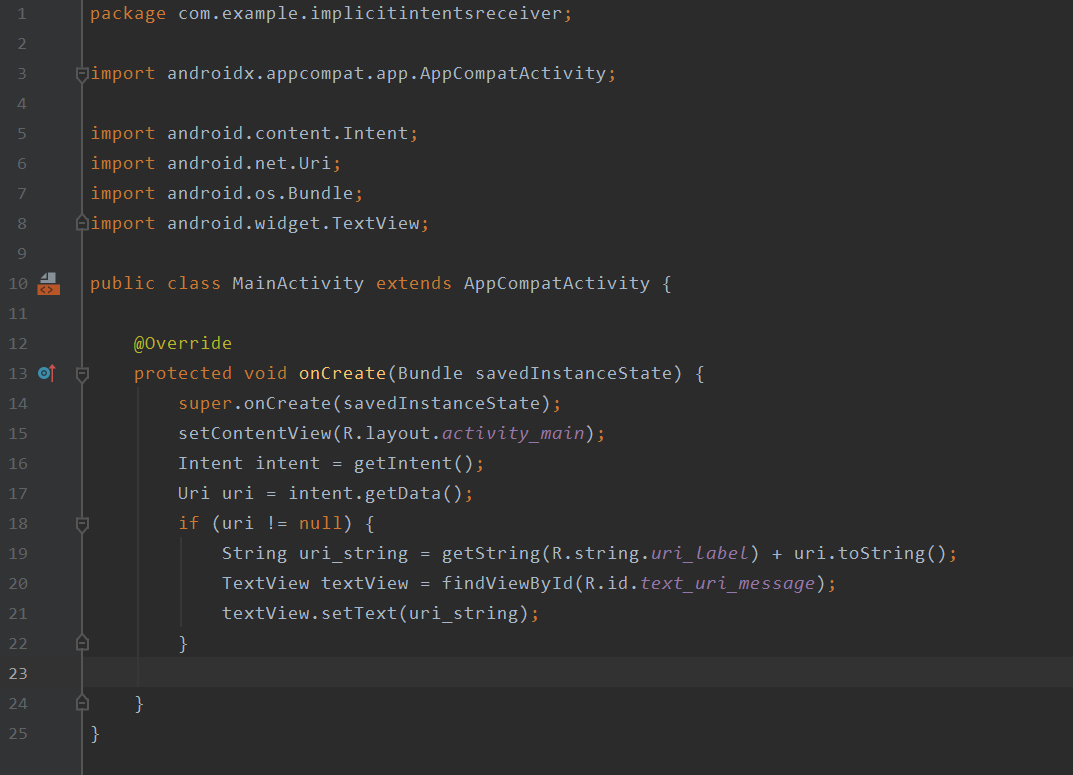 1 package com.example.implicitintentsreceiver;
2
3 import androidx.appcompat.app.AppCompatActivity;
4
5 import android.content.Intent;
6 import android.net.Uri;
7 import android.os.Bundle;
8 import android.widget.TextView;
9
10 public class MainActivity extends AppCompatActivity {
11
12     @Override
13     protected void onCreate(Bundle savedInstanceState) {
14         super.onCreate(savedInstanceState);
15         setContentView(R.layout.activity_main);
16         Intent intent = getIntent();
17         Uri uri = intent.getData();
18         if (uri != null) {
19             String uri_string = getString(R.string.uri_label) + uri.toString();
20             TextView textView = findViewById(R.id.text_uri_message);
21             textView.setText(uri_string);
22         }
23
24     }
25 }